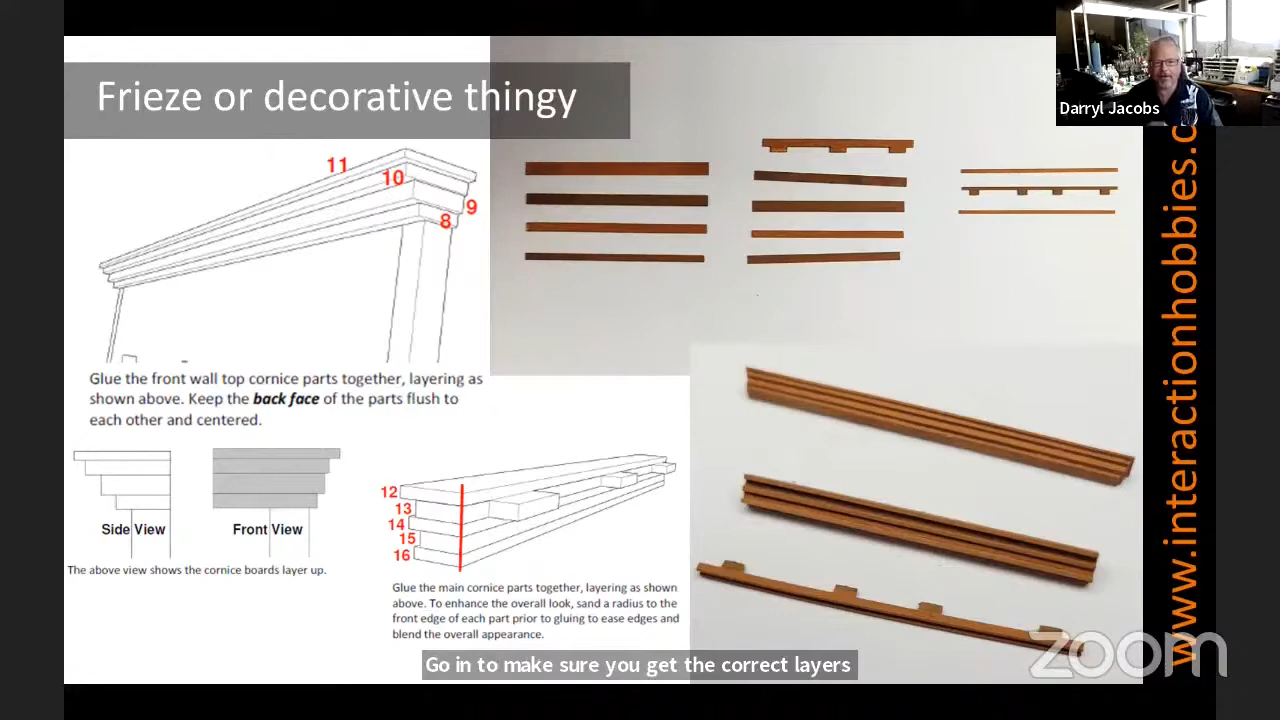 Frieze or decorative thingy
Darryl Jacobs
11
10
9
8
Glue the front wall top cornice parts together, layering as
shown above. Keep the back face of the parts flush to
each other and centered.
Side View
Front View
The above view shows the cornice boards layer up.
12
13
14
15
16
Glue the main cornice parts together, layering as shown
above. To enhance the overall look, sand a radius to the
front edge of each part prior to gluing to ease edges and
blend the overall appearance.
www.interactionhobbies.c
zoom
Go in to make sure you get the correct layers